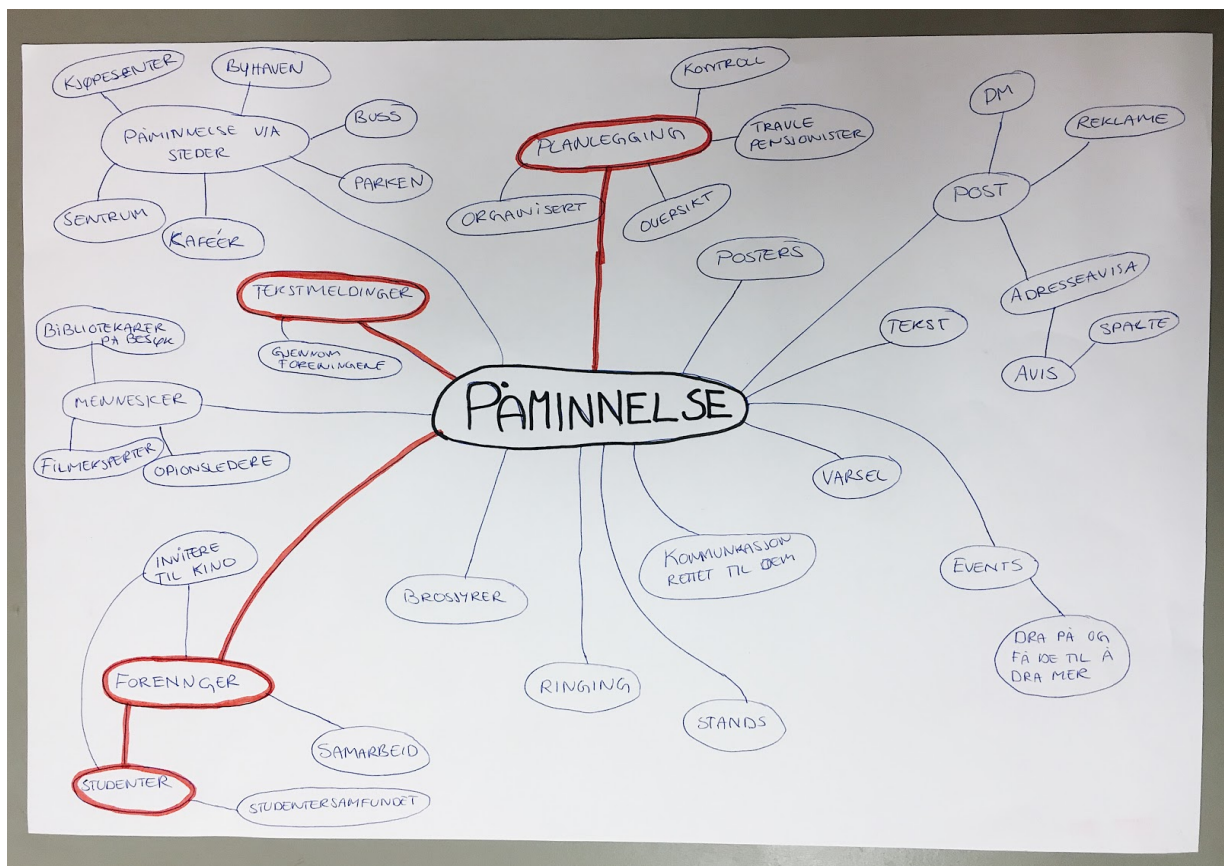 KJØPESENTER
BYHAVEN
PÅMINNELSE VIA
STEDER
BUSS
PARKEN
SENTRUM
KAFEÉR
KONTROLL
PLANLEGGING
TRAVLE
PENSJONISTER
ORGANISERT
OVERSIKT
DM
REKLAME
POST
ADRESSEAVISA
SPALTE
AVIS
POSTERS
TEKST
TEKSTMELDINGER
GJENNOM
FORENINGENE
BIBLIOTEKARER
PÅ BESØK
MENNESKER
FILMEKSPERTER
OPIONSLEDERE
PÅMINNELSE
VARSEL
KOMMUNKASJON
RETTET TIL DEM
EVENTS
DRA PÅ OG
FÅ DE TIL Å
DRA MER
BROSJYRER
RINGING
STANDS
INVITERE
TIL KINO
FORENNGER
SAMARBEID
STUDENTER
STUDENTERSAMFUNDET